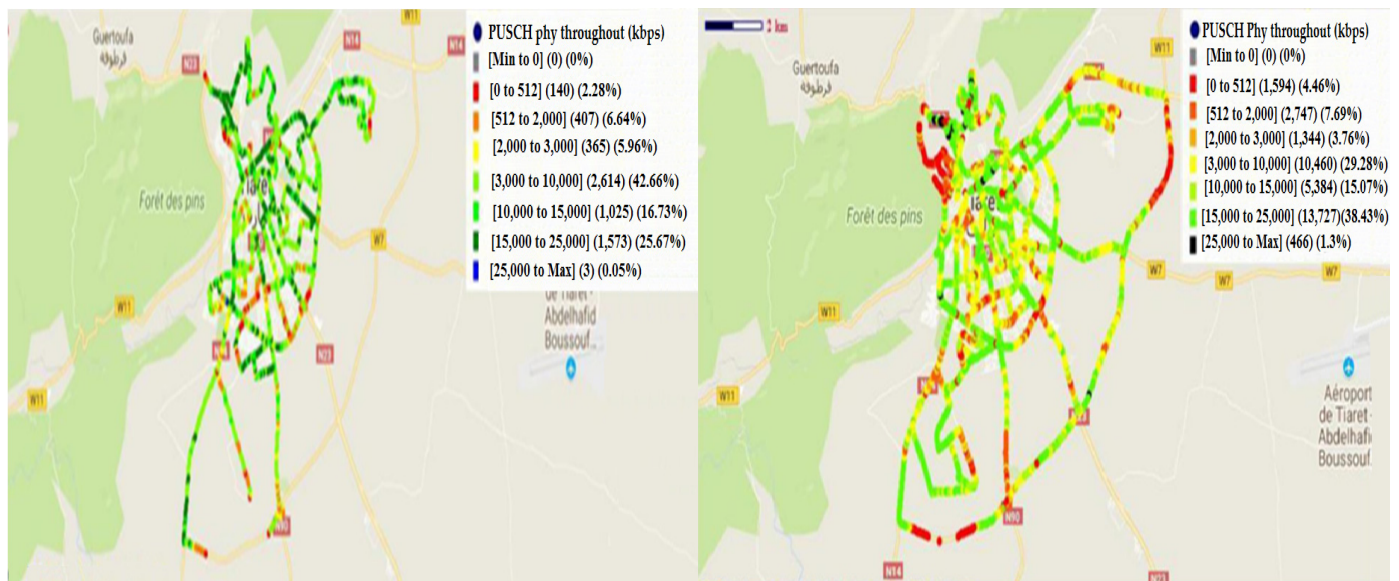 Guertoufa
قرطوفة
N23
N14
N14
PUSCH phy throughout (kbps)
[Min to 0] (0) (0%)
[0 to 512] (140) (2.28%)
[512 to 2,000] (407) (6.64%)
[2,000 to 3,000] (365) (5.96%)
[3,000 to 10,000] (2,614) (42.66%)
[10,000 to 15,000] (1,025) (16.73%)
[15,000 to 25,000] (1,573) (25.67%)
[25,000 to Max] (3) (0.05%)
Forêt des pins
W7
W11
de Tiaret -
Abdelhafid
Boussouf...
N23
W11
N90
2 km
PUSCH Phy throughput (kbps)
[Min to 0] (0) (0%)
[0 to 512] (1,594) (4.46%)
[512 to 2,000] (2,747) (7.69%)
[2,000 to 3,000] (1,344) (3.76%)
[3,000 to 10,000] (10,460) (29.28%)
[10,000 to 15,000] (5,384) (15.07%)
[15,000 to 25,000] (13,727)(38.43%)
[25,000 to Max] (466) (1.3%)
W11
Guertoufa
قرطوفة
Forêt des pins
W7
W7
W11
W11
Aéroport
de Tiaret -
Abdelhafi
Boussouf.
N90
N14
N23